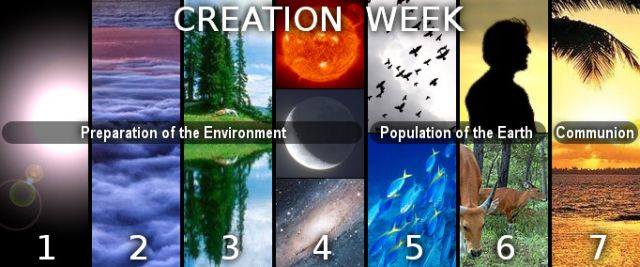 CREATION WEEK
Preparation of the Environment
Population of the Earth
Communion
1
2
3
4
5
6
7